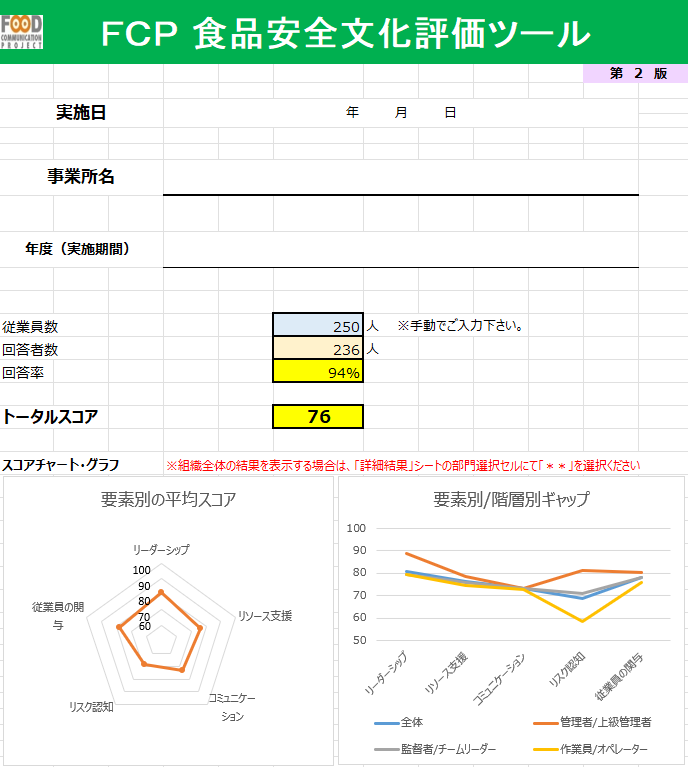 FOOD
COMMUNICATION
PROJECT
FCP 食品安全文化評価ツール
第 2 版
実施日
年 月 日
事業所名
年度（実施期間）
従業員数 250 人 ※手動でご入力下さい。
回答者数 236 人
回答率 94%
トータルスコア 76
スコアチャート・グラフ ※組織全体の結果を表示する場合は、「詳細結果」シートの部門選択セルにて「＊＊」を選択ください
要素別の平均スコア
リーダーシップ
100
90
80
70
60
リソース支援
コミュニケー
ション
リスク認知
従業員の関
与
要素別/階層別ギャップ
100
90
80
70
60
50
リーダーシップ
リソース支援
コミュニケーション
リスク認知
従業員の関与
全体 管理者/上級管理者
監督者/チームリーダー 作業員/オペレーター